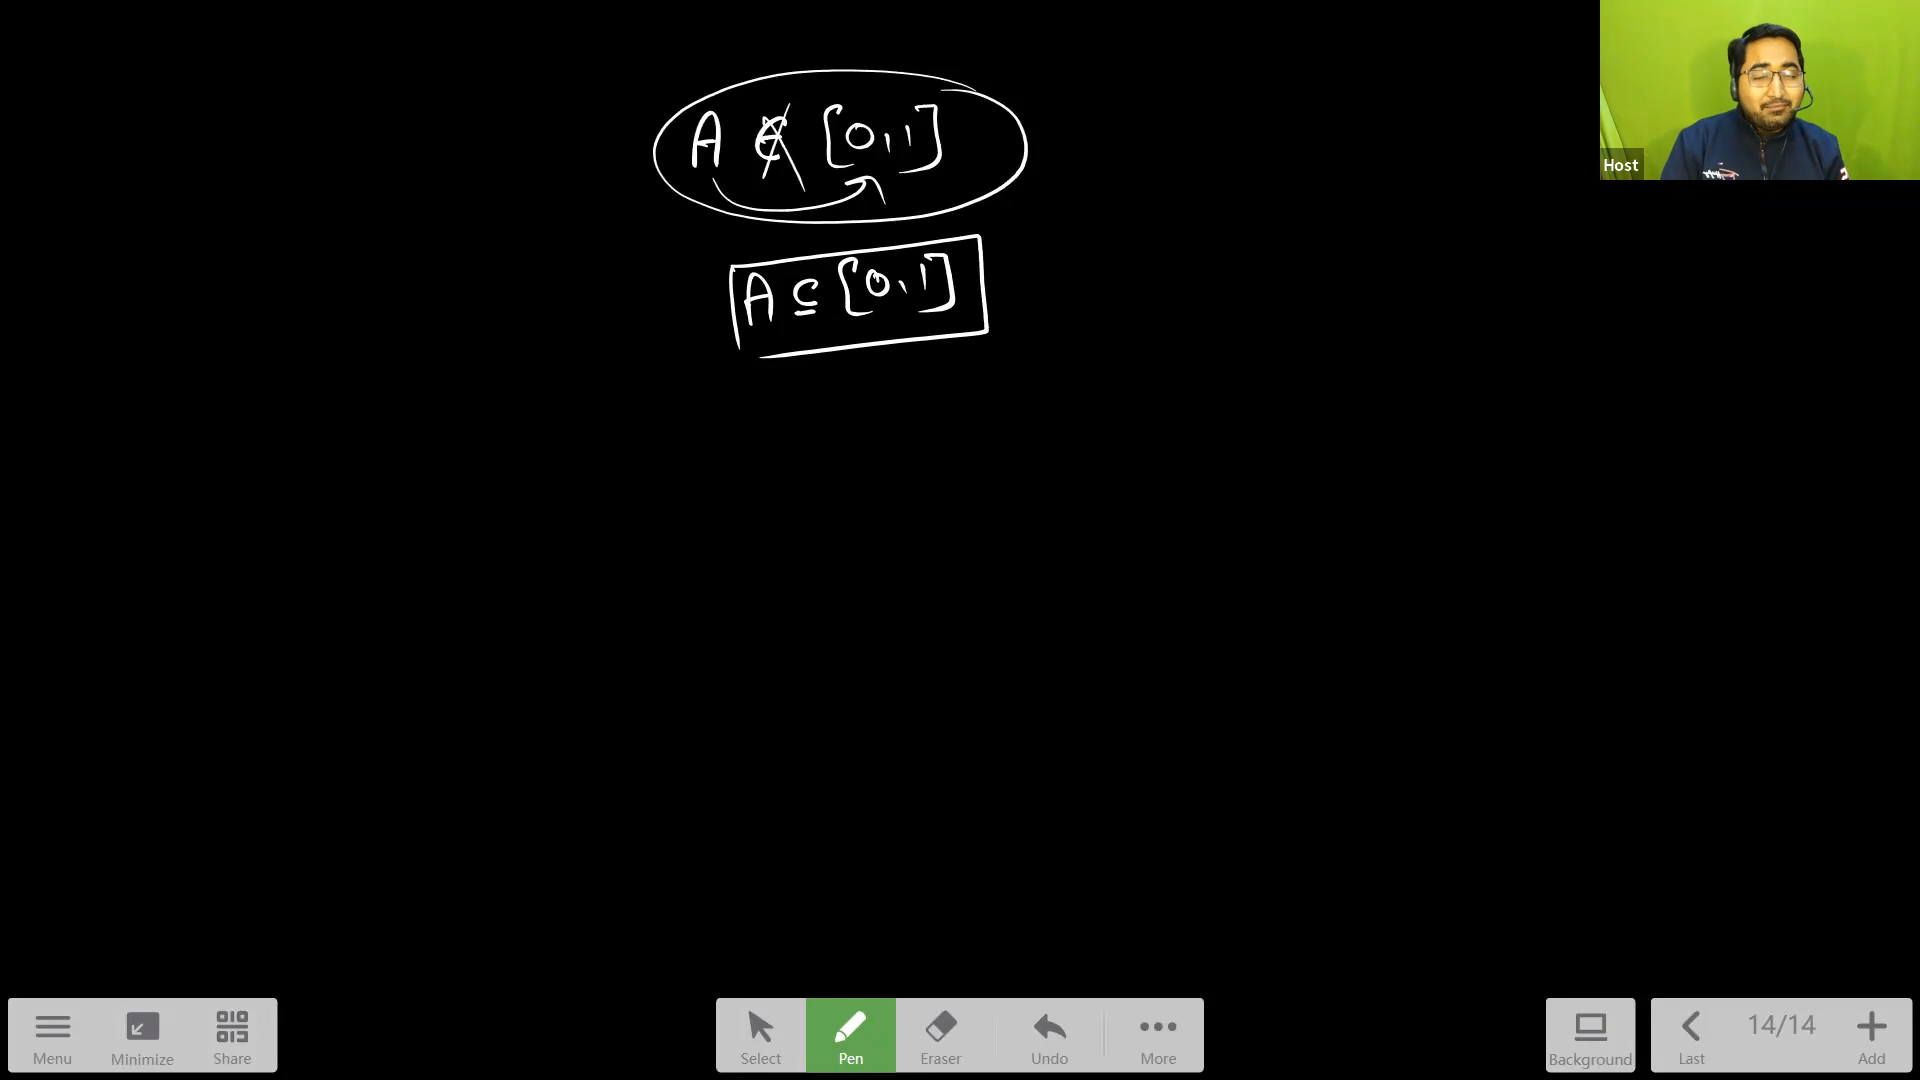 A ∈ [0,1]
Host
A ⊆ [0,1]
Menu
Minimize
Share
Select
Pen
Eraser
Undo
More
Background
Last
14/14
Add